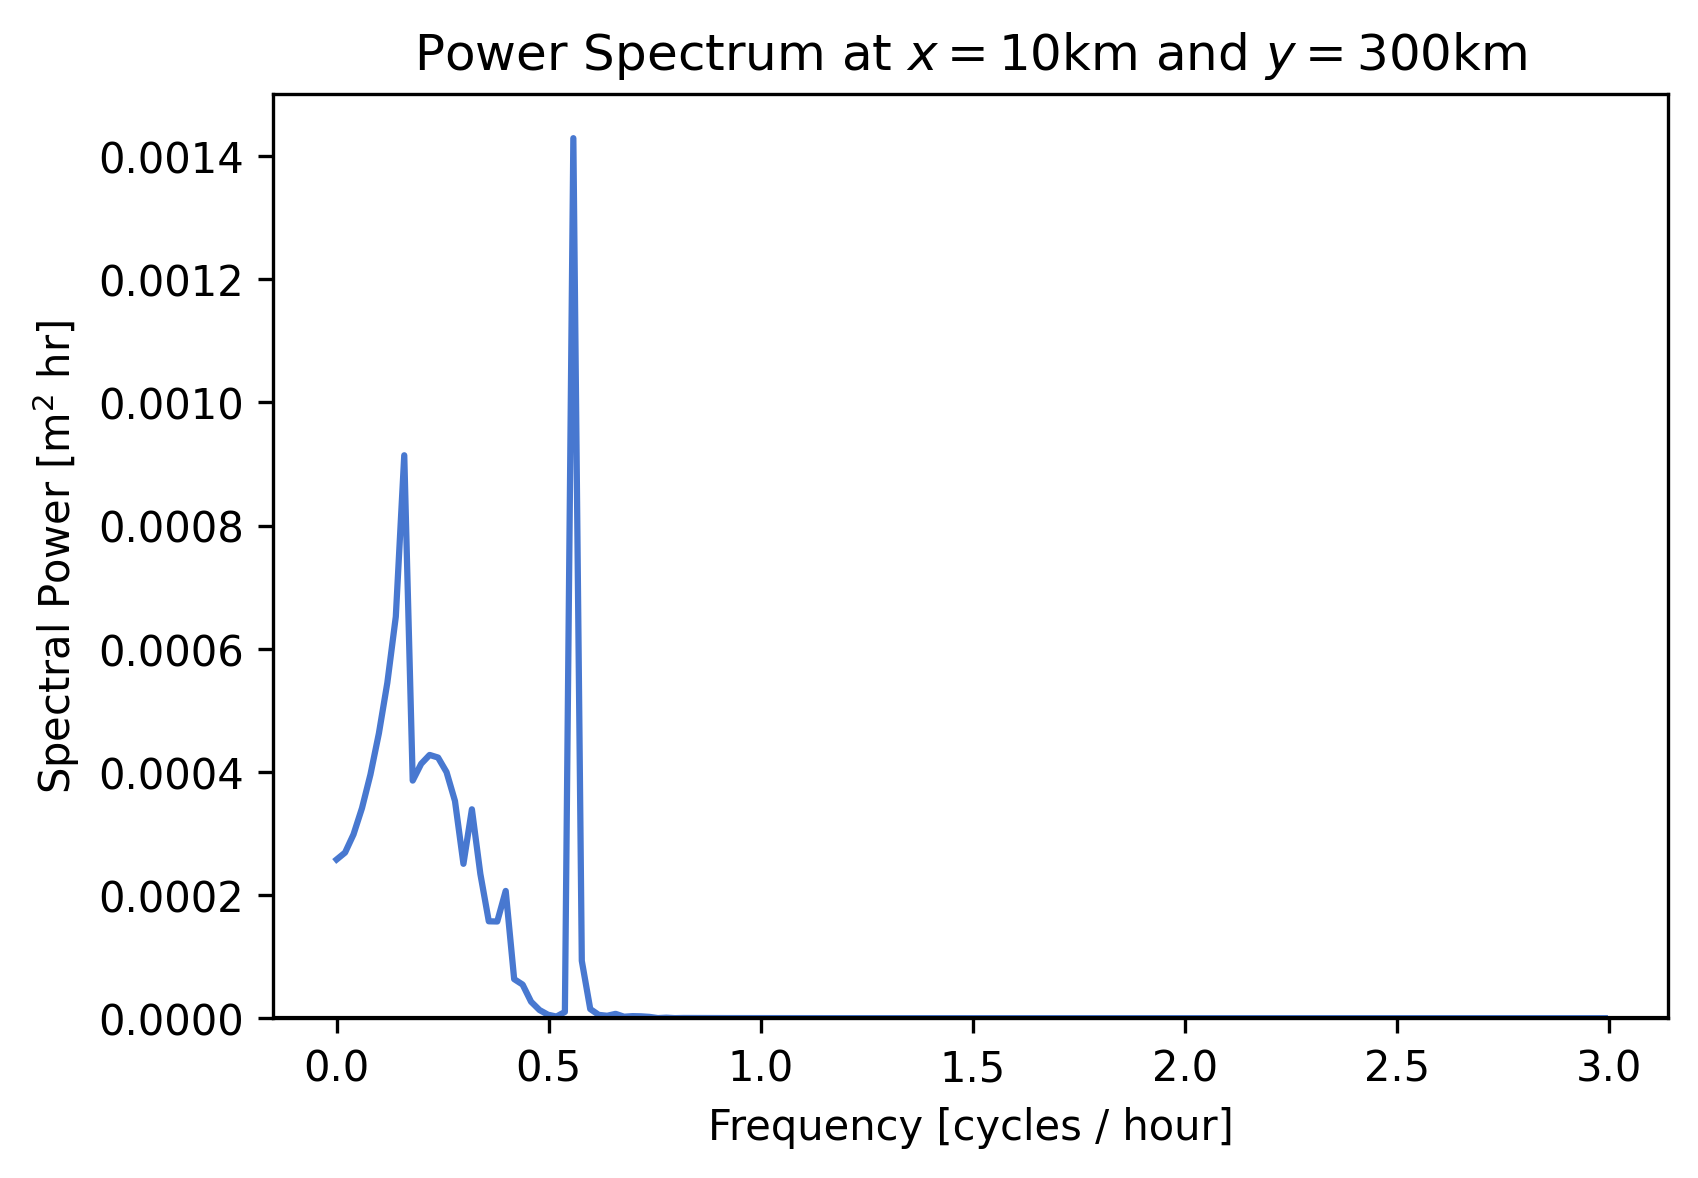 Power Spectrum at x = 10km and y = 300km
Spectral Power [m² hr]
0.0014
0.0012
0.0010
0.0008
0.0006
0.0004
0.0002
0.0000
0.0 0.5 1.0 1.5 2.0 2.5 3.0
Frequency [cycles / hour]